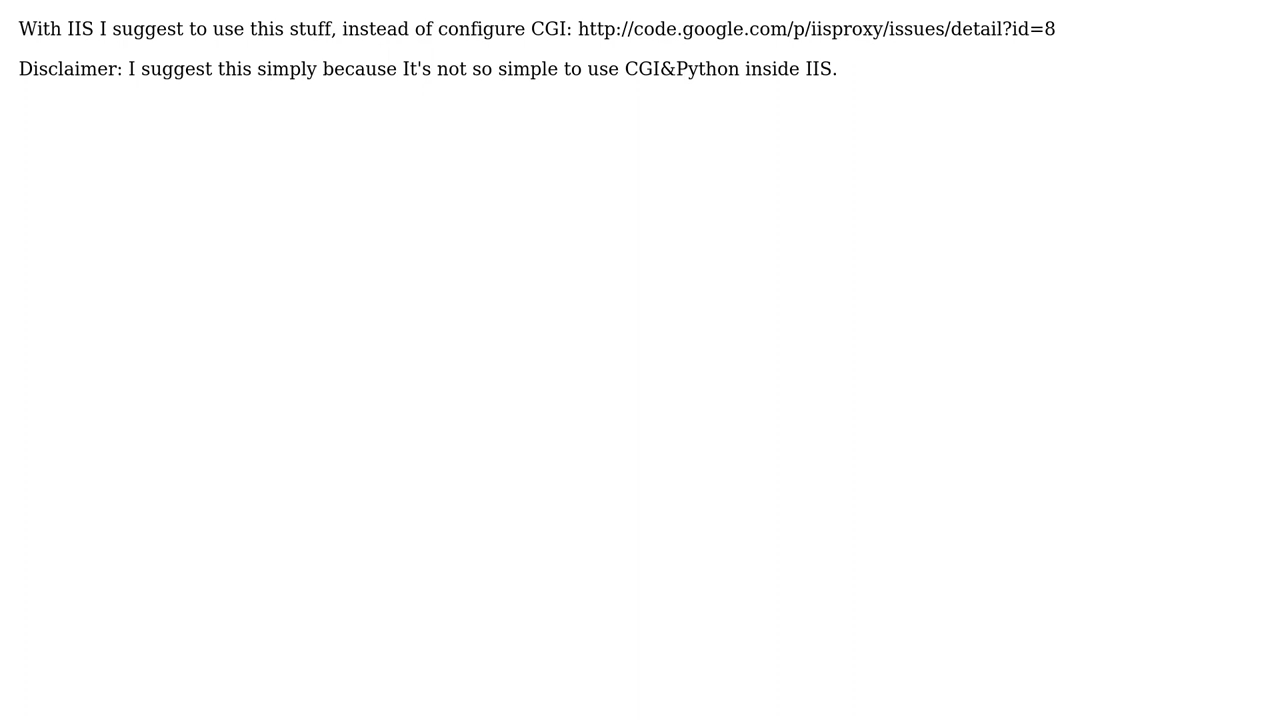 With IIS I suggest to use this stuff, instead of configure CGI: http://code.google.com/p/iisproxy/issues/detail?id=8
Disclaimer: I suggest this simply because It's not so simple to use CGI&Python inside IIS.